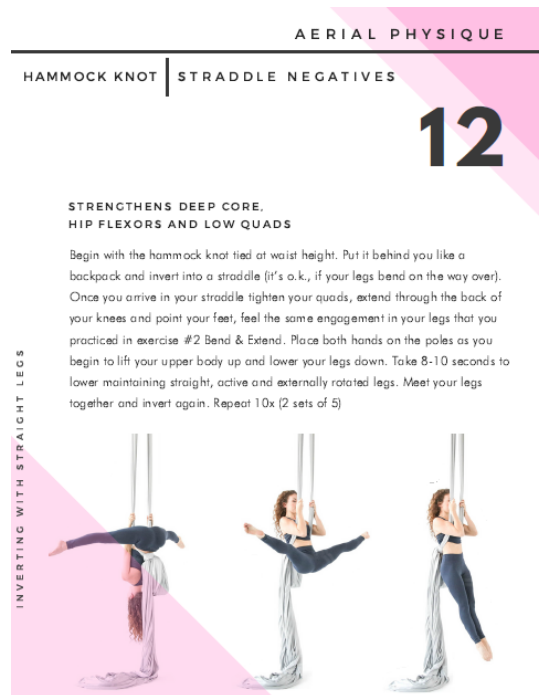 AERIAL PHYSIQUE
HAMMOCK KNOT | STRADDLE NEGATIVES
12
STRENGTHENS DEEP CORE,
HIP FLEXORS AND LOW QUADS
Begin with the hammock knot tied at waist height. Put it behind you like a
backpack and invert into a straddle (it's o.k., if your legs bend on the way over).
Once you arrive in your straddle tighten your quads, extend through the back of
your knees and point your feet, feel the same engagement in your legs that you
practiced in exercise #2 Bend & Extend. Place both hands on the poles as you
begin to lift your upper body up and lower your legs down. Take 8-10 seconds to
lower maintaining straight, active and externally rotated legs. Meet your legs
together and invert again. Repeat 10x (2 sets of 5)
INVERTING WITH STRAIGHT LEGS